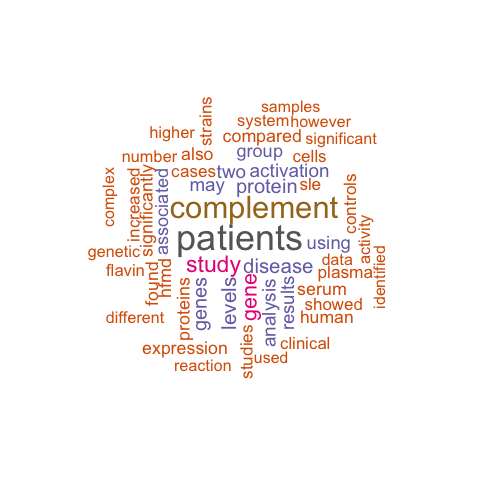 samples
strains
system however
higher
compared significant
number also
group
cells
cases two activation
may protein sle
complex
increased
significantly
associated
complement
controls
patients
using
activity
identified
genetic
flavin
found
hfmd
study disease
data
plasma
proteins
genes
levels
gene
analysis
results
serum
showed
human
different
expression
studies
clinical
used
reaction